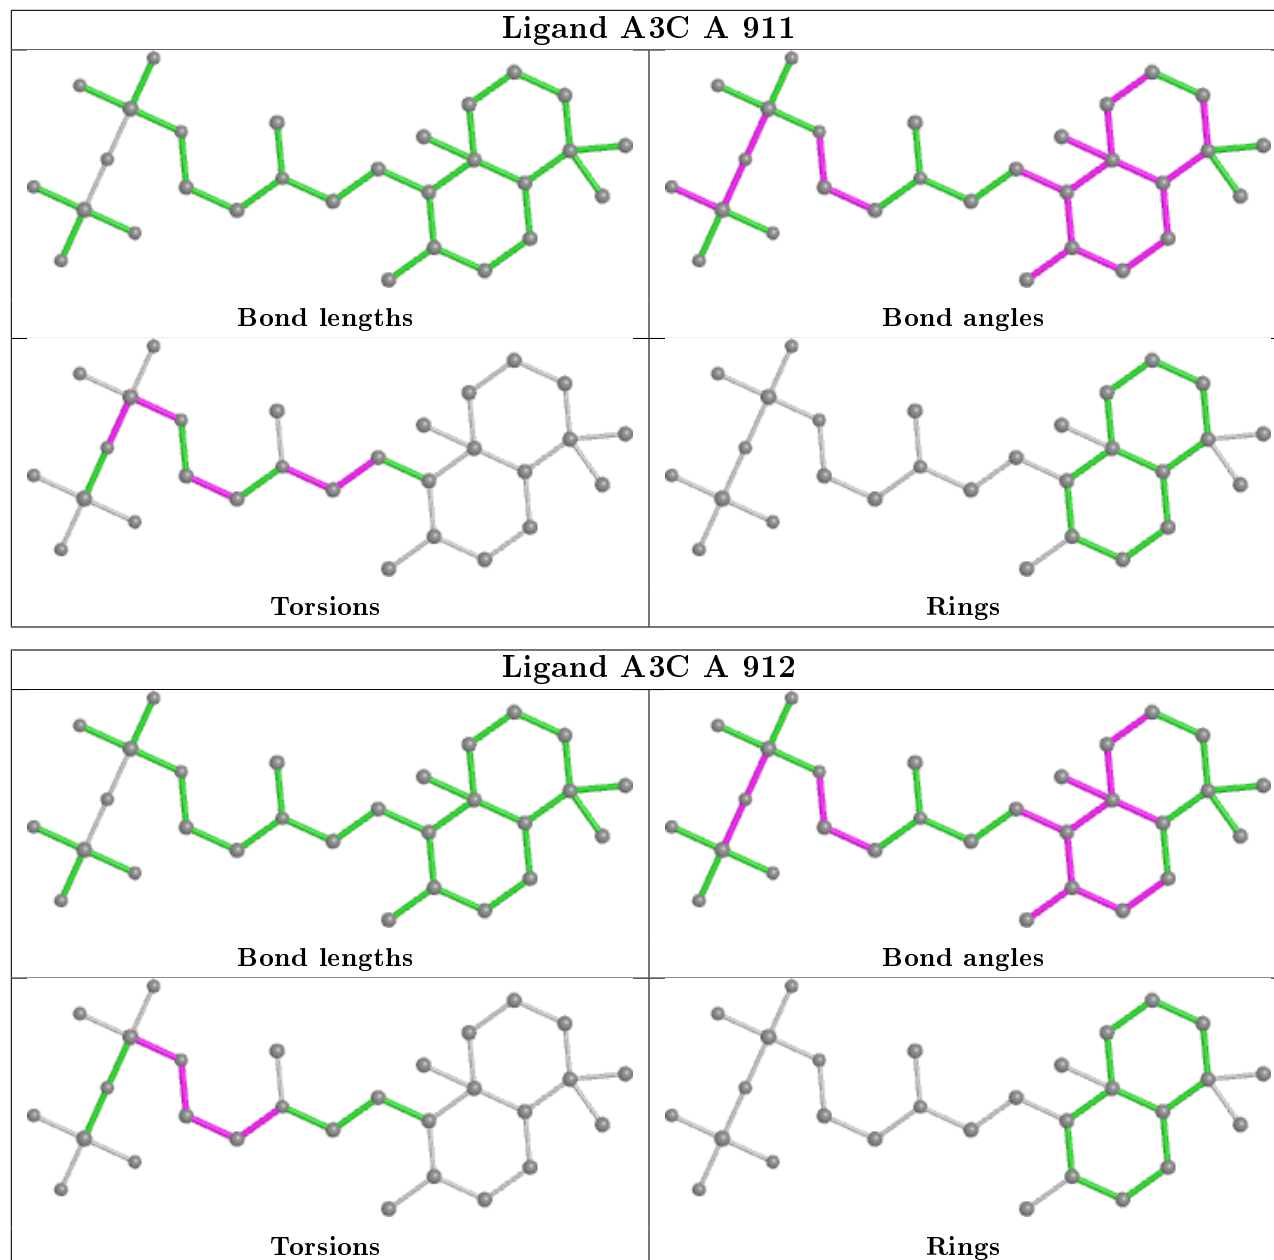 Ligand A3C A 911
Bond lengths
Bond angles
Torsions
Rings
Ligand A3C A 912
Bond lengths
Bond angles
Torsions
Rings